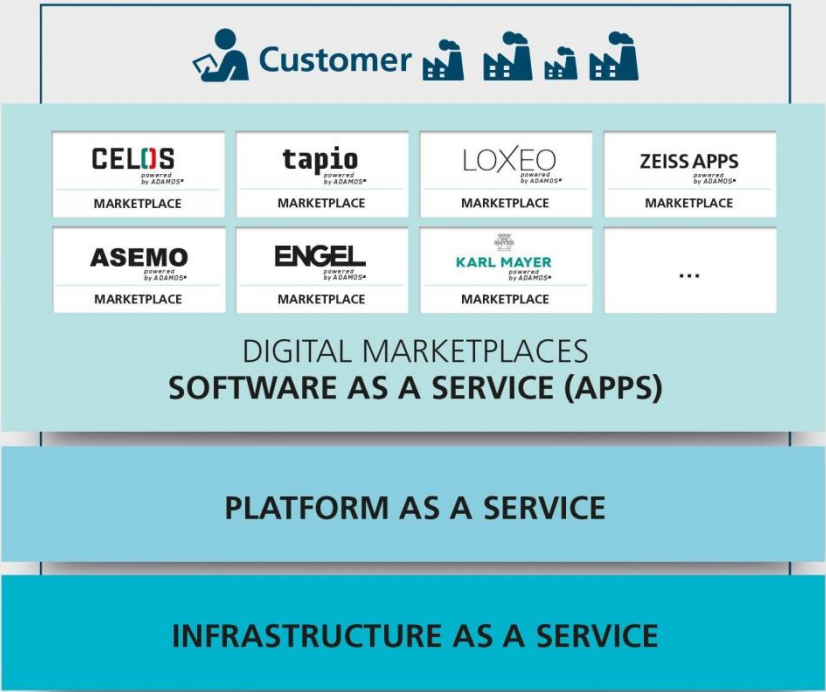 Customer
CELOS
powered
by ADAMOS
MARKETPLACE
tapio
powered
by ADAMOS
MARKETPLACE
LOXEO
powered
by ADAMOS
MARKETPLACE
ZEISS APPS
powered
by ADAMOS
MARKETPLACE
ASEMO
powered
by ADAMOS
MARKETPLACE
ENGEL
powered
by ADAMOS
MARKETPLACE
KARL MAYER
powered
by ADAMOS
MARKETPLACE
...
DIGITAL MARKETPLACES
SOFTWARE AS A SERVICE (APPS)
PLATFORM AS A SERVICE
INFRASTRUCTURE AS A SERVICE